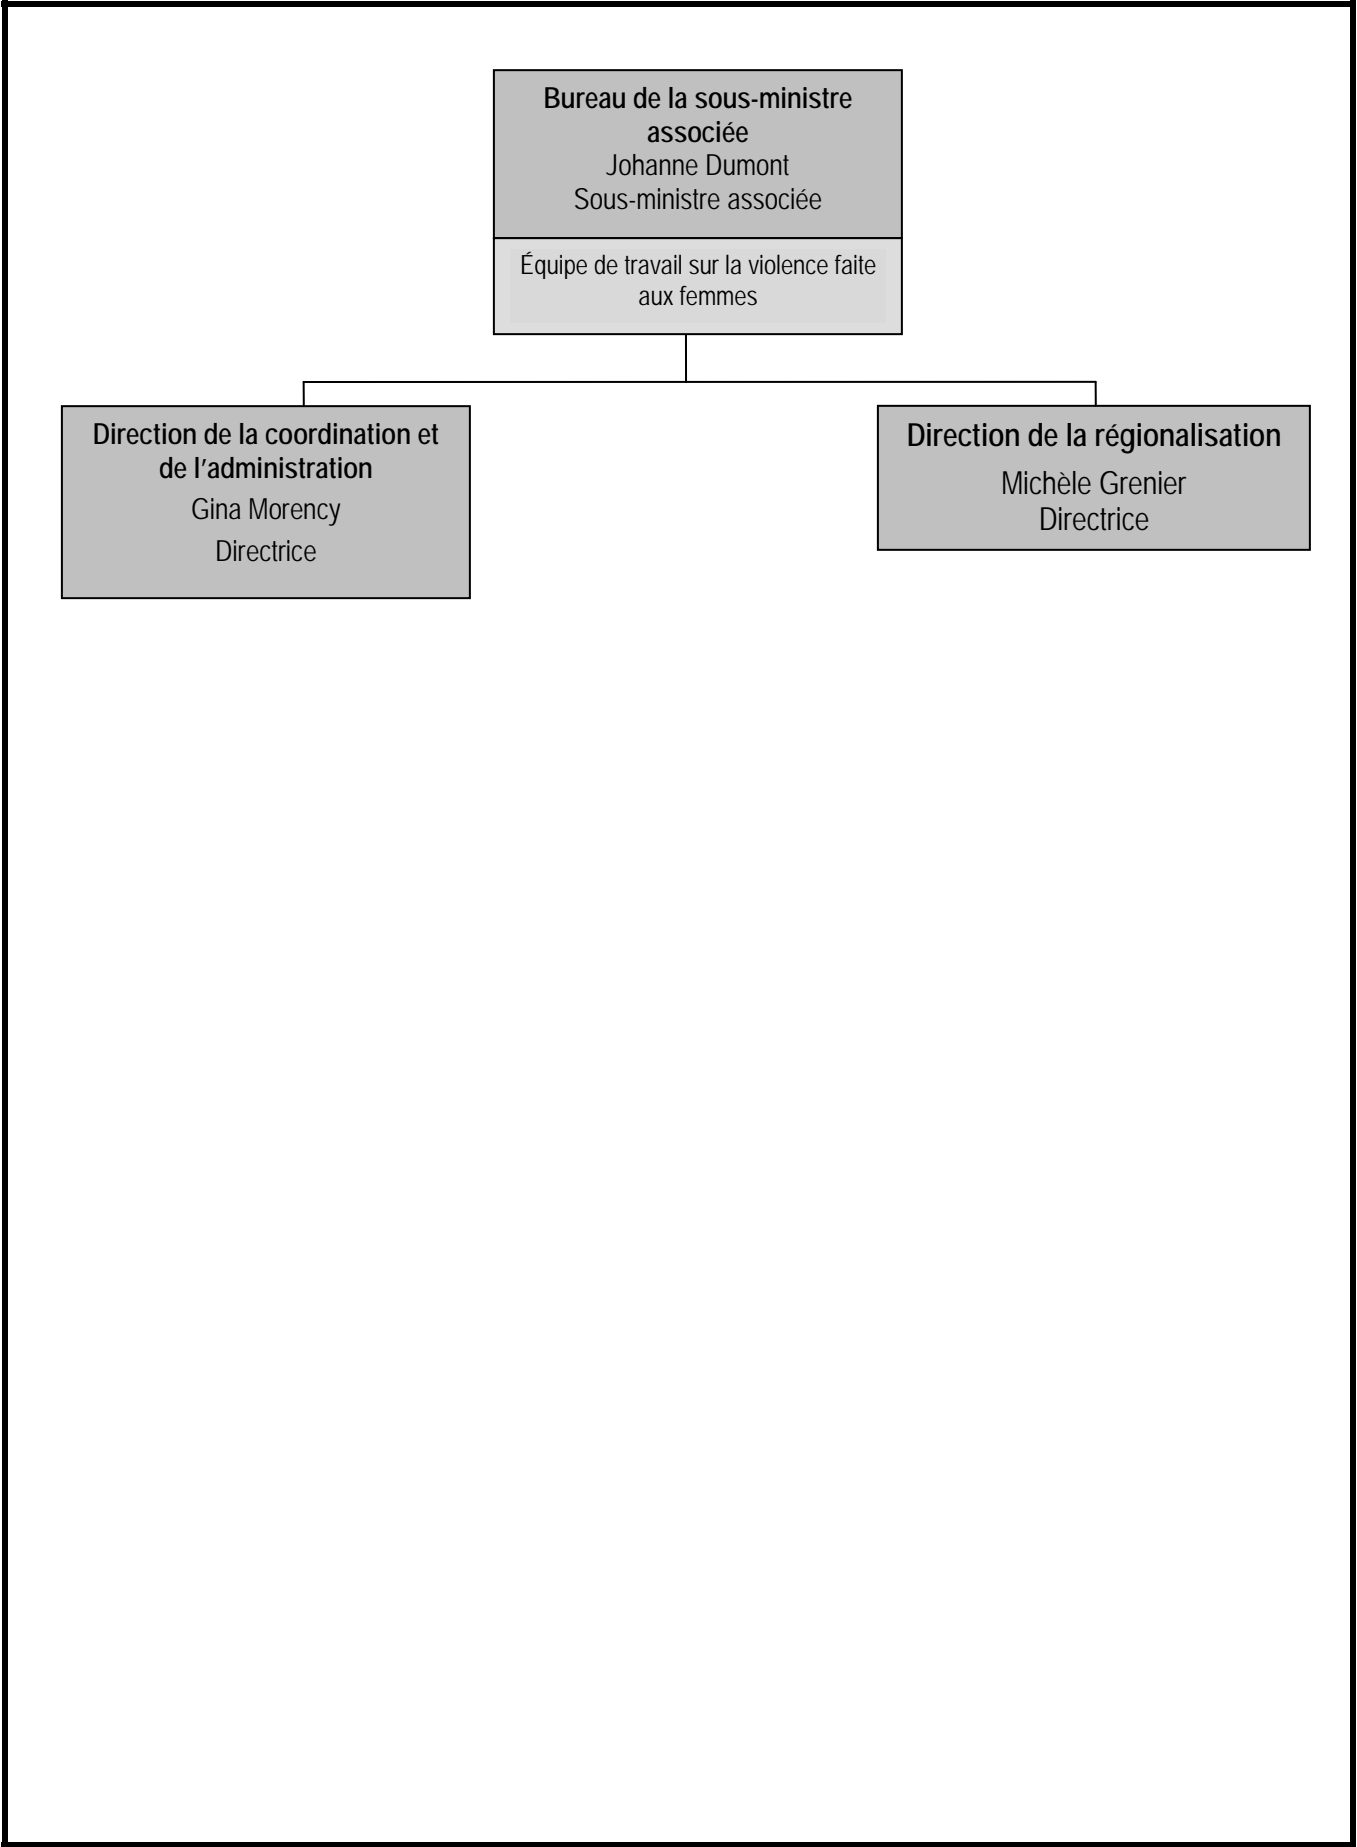 Bureau de la sous-ministre
associée
Johanne Dumont
Sous-ministre associée
Équipe de travail sur la violence faite
aux femmes
Direction de la coordination et
de l'administration
Gina Morency
Directrice
Direction de la régionalisation
Michèle Grenier
Directrice